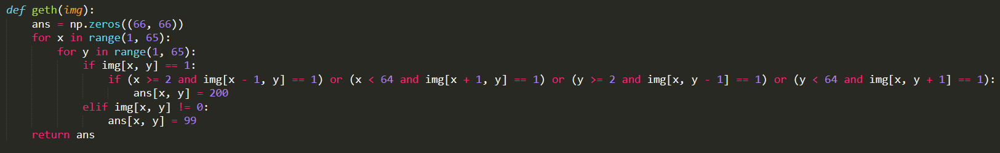 def geth(img):
    ans = np.zeros((66, 66))
    for x in range(1, 65):
        for y in range(1, 65):
            if img[x, y] == 1:
                if (x >= 2 and img[x - 1, y] == 1) or (x < 64 and img[x + 1, y] == 1) or (y >= 2 and img[x, y - 1] == 1) or (y < 64 and img[x, y + 1] == 1):
                    ans[x, y] = 200
            elif img[x, y] != 0:
                ans[x, y] = 99
    return ans